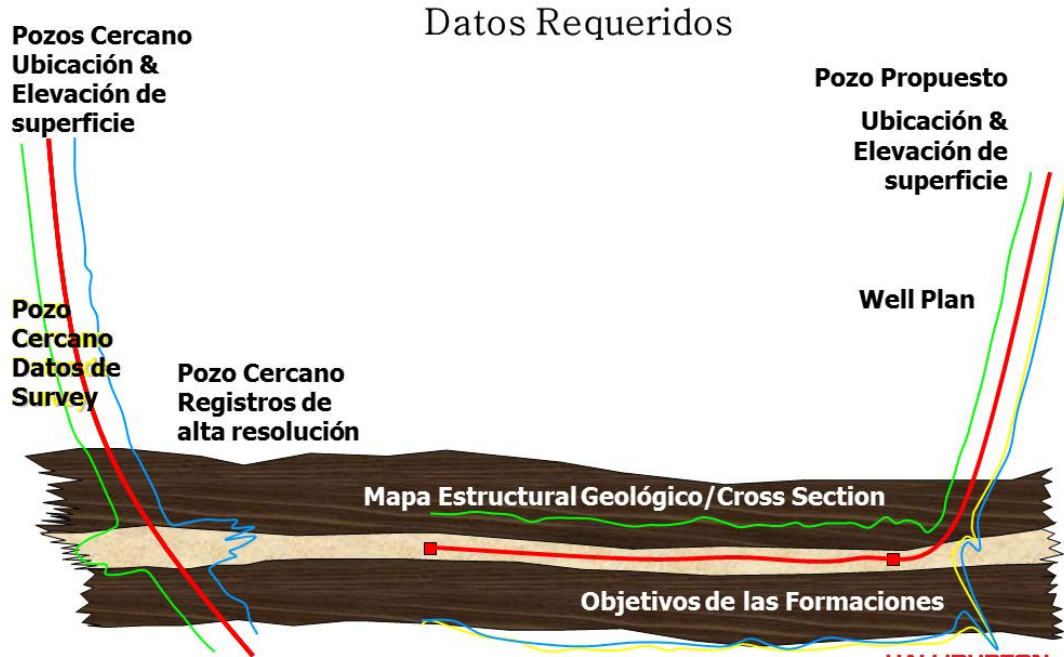 Datos Requeridos
Pozos Cercano
Ubicación &
Elevación de
superficie
Pozo Propuesto
Ubicación &
Elevación de
superficie
Well Plan
Pozo
Cercano
Datos de
Survey
Pozo Cercano
Registros de
alta resolución
Mapa Estructural Geológico/Cross Section
Objetivos de las Formaciones